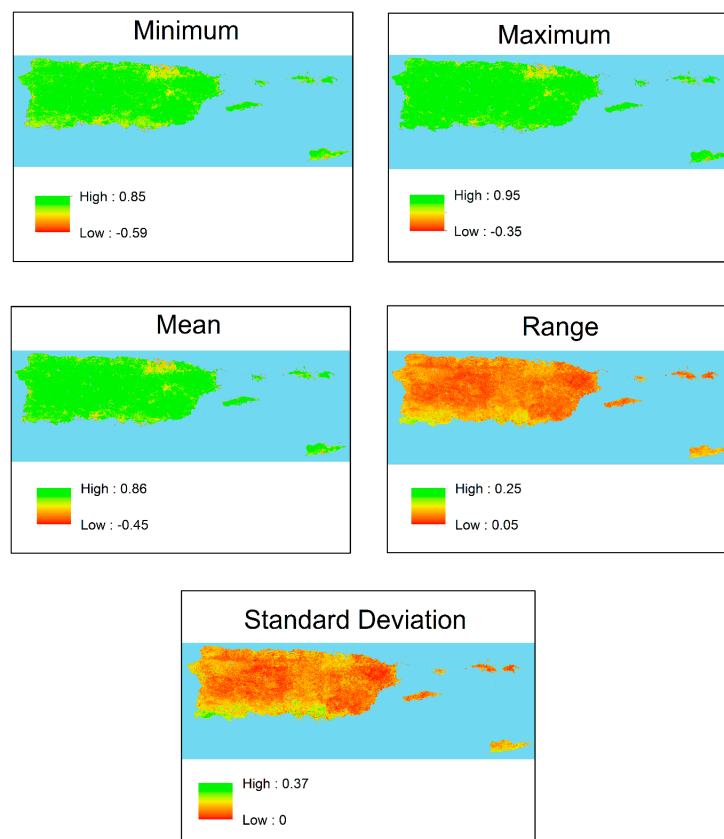 Minimum
High : 0.85
Low : -0.59
Maximum
High : 0.95
Low : -0.35
Mean
High : 0.86
Low : -0.45
Range
High : 0.25
Low : 0.05
Standard Deviation
High : 0.37
Low : 0